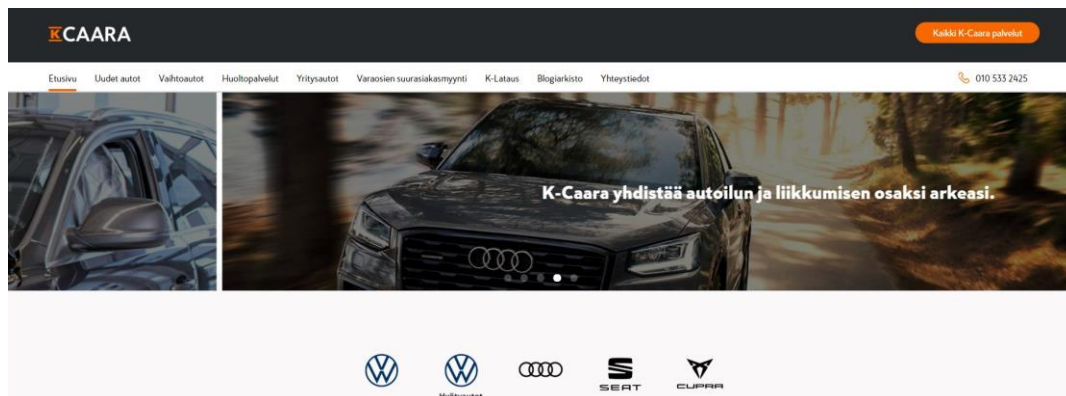 KCAARA
Kaikki K-Caara palvelut
Etusivu Uudet autot Vaihtoautot Huoltopalvelut Yritysautot Varaosien suurasiakasmyynti K-Lataus Blogiarkisto Yhteystiedot 010 533 2425
K-Caara yhdistää autoilun ja liikkumisen osaksi arkeasi.
SEAT CUPRA